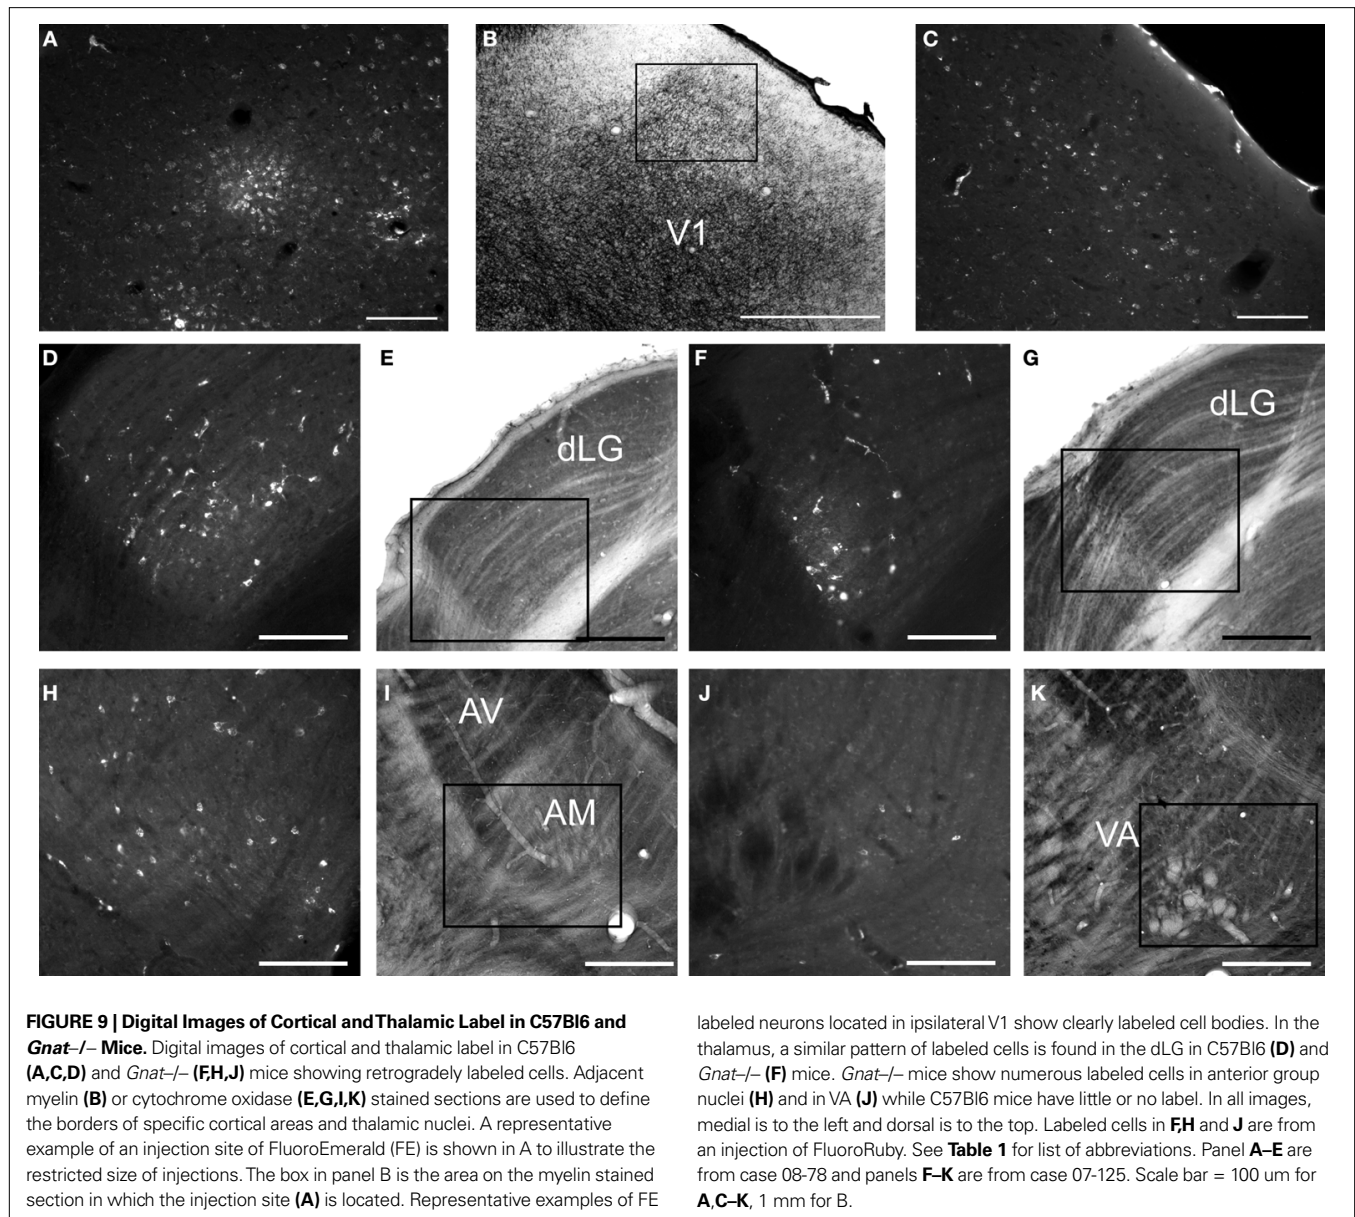 A
B
C
V1
D
E
F
G
dLG
dLG
H
I
J
K
AV
AM
VA
FIGURE 9 | Digital Images of Cortical and Thalamic Label in C57Bl6 and
Gnat–/– Mice. Digital images of cortical and thalamic label in C57Bl6
(A,C,D) and Gnat–/– (F,H,J) mice showing retrogradely labeled cells. Adjacent
myelin (B) or cytochrome oxidase (E,G,I,K) stained sections are used to define
the borders of specific cortical areas and thalamic nuclei. A representative
example of an injection site of FluoroEmerald (FE) is shown in A to illustrate the
restricted size of injections. The box in panel B is the area on the myelin stained
section in which the injection site (A) is located. Representative examples of FE
labeled neurons located in ipsilateral V1 show clearly labeled cell bodies. In the
thalamus, a similar pattern of labeled cells is found in the dLG in C57Bl6 (D) and
Gnat–/– (F) mice. Gnat–/– mice show numerous labeled cells in anterior group
nuclei (H) and in VA (J) while C57Bl6 mice have little or no label. In all images,
medial is to the left and dorsal is to the top. Labeled cells in F,H and J are from
an injection of FluoroRuby. See Table 1 for list of abbreviations. Panel A–E are
from case 08-78 and panels F–K are from case 07-125. Scale bar = 100 um for
A,C–K, 1 mm for B.